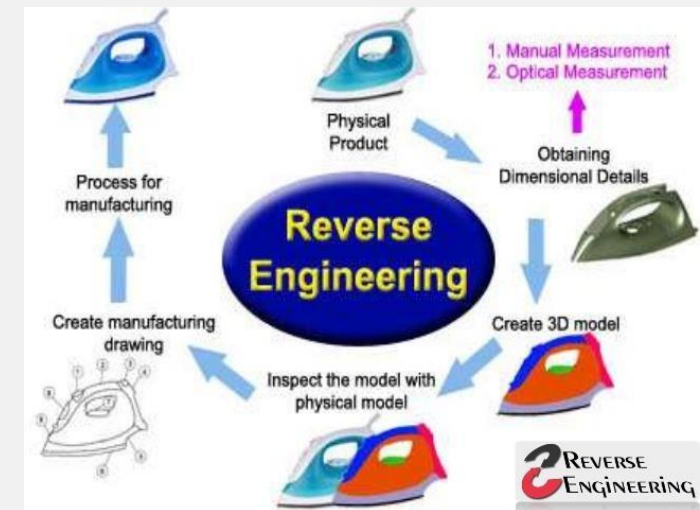 1. Manual Measurement
2. Optical Measurement
Physical
Product
Obtaining
Dimensional Details
Process for
manufacturing
Reverse
Engineering
Create manufacturing
drawing
Create 3D model
Inspect the model with
physical model
REVERSE
ENGINEERING